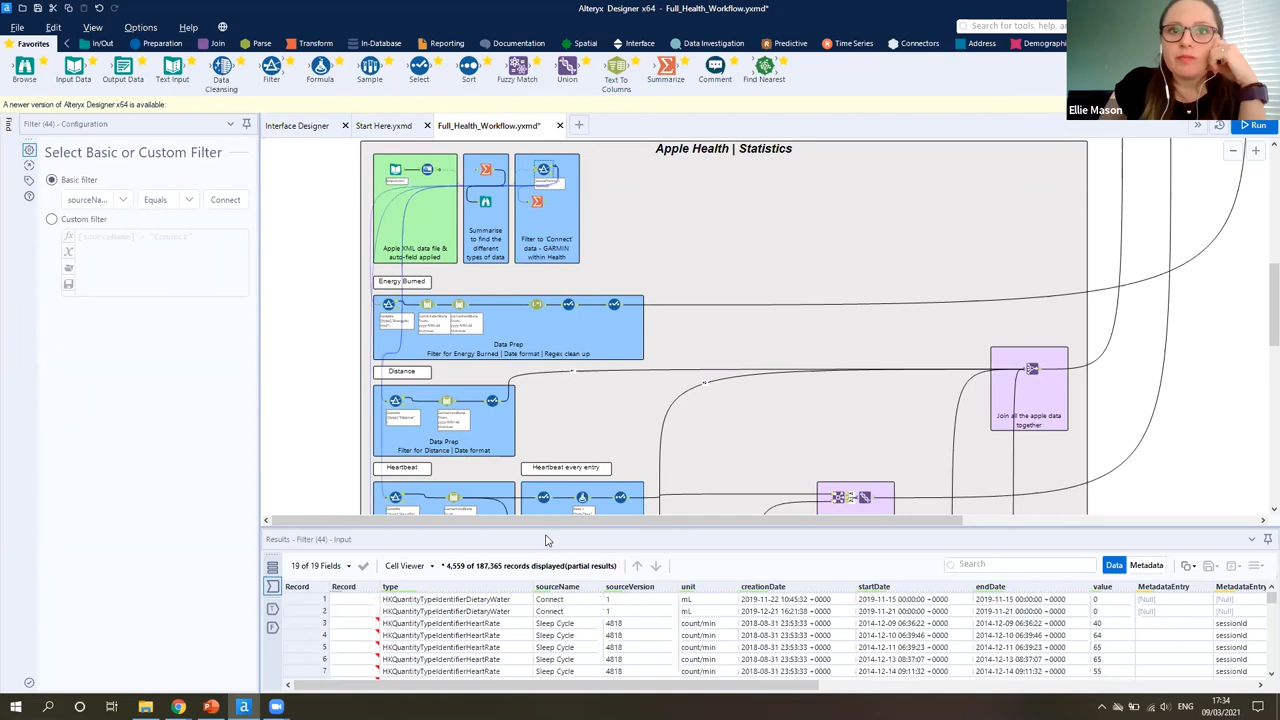 Alteryx Designer x64 - Full_Health_Workflow.yxmd*
File Edit View Options Help
Search for tools, help, an
Favorites In/Out Preparation Join Parse Transform In-Database Reporting Documentation Spatial Interface Data Investigation Predictive Time Series Connectors Address Demographic
Browse Input Data Output Data Text Input Data Cleansing Filter Formula Sample Select Sort Fuzzy Match Union Text To Columns Summarize Comment Find Nearest
Ellie Mason
A newer version of Alteryx Designer x64 is available:
Find
Filter (44) - Configuration
Interface Designer Start Here.yxmd Full_Health_Workflow.yxmd*
Run
Select Basic or Custom Filter
Basic filter
sourceNa... Equals Connect
Custom filter
[sourceName] = "Connect"
Apple Health | Statistics
Apple XML data file & auto-field applied
Summarise to find the different types of data
Filter to 'Connect' data - GARMIN within Health
Energy Burned
Data Prep
Filter for Energy Burned | Date format | Regex clean up
Distance
Data Prep
Filter for Distance | Date format
Join all the apple data together
Heartbeat
Heartbeat every entry
Results - Filter (44) - Input
19 of 19 Fields Cell Viewer * 4,559 of 187,365 records displayed(partial results) Search Data Metadata
Record Record type sourceName sourceVersion unit creationDate startDate endDate value MetadataEntry MetadataEntry
1 HKQuantityTypeIdentifierDietaryWater Connect 1 mL 2019-11-22 10:45:32 +0000 2019-11-15 00:00:00 +0000 2019-11-15 00:00:00 +0000 0 [Null] [Null]
2 HKQuantityTypeIdentifierDietaryWater Connect 1 mL 2019-12-21 16:21:38 +0000 2019-11-21 00:00:00 +0000 2019-11-21 00:00:00 +0000 0 [Null] [Null]
3 HKQuantityTypeIdentifierHeartRate Sleep Cycle 4818 count/min 2018-08-31 23:53:33 +0000 2014-12-09 06:36:22 +0000 2014-12-09 06:36:22 +0000 40 sessionId
4 HKQuantityTypeIdentifierHeartRate Sleep Cycle 4818 count/min 2018-08-31 23:53:33 +0000 2014-12-10 06:39:46 +0000 2014-12-10 06:39:46 +0000 64 sessionId
5 HKQuantityTypeIdentifierHeartRate Sleep Cycle 4818 count/min 2018-08-31 23:53:33 +0000 2014-12-11 06:39:23 +0000 2014-12-11 06:39:23 +0000 65 sessionId
6 HKQuantityTypeIdentifierHeartRate Sleep Cycle 4818 count/min 2018-08-31 23:53:33 +0000 2014-12-13 08:37:07 +0000 2014-12-13 08:37:07 +0000 65 sessionId
7 HKQuantityTypeIdentifierHeartRate Sleep Cycle 4818 count/min 2018-08-31 23:53:33 +0000 2014-12-14 09:11:32 +0000 2014-12-14 09:11:32 +0000 55 sessionId
ENG 17:34
09/03/2021